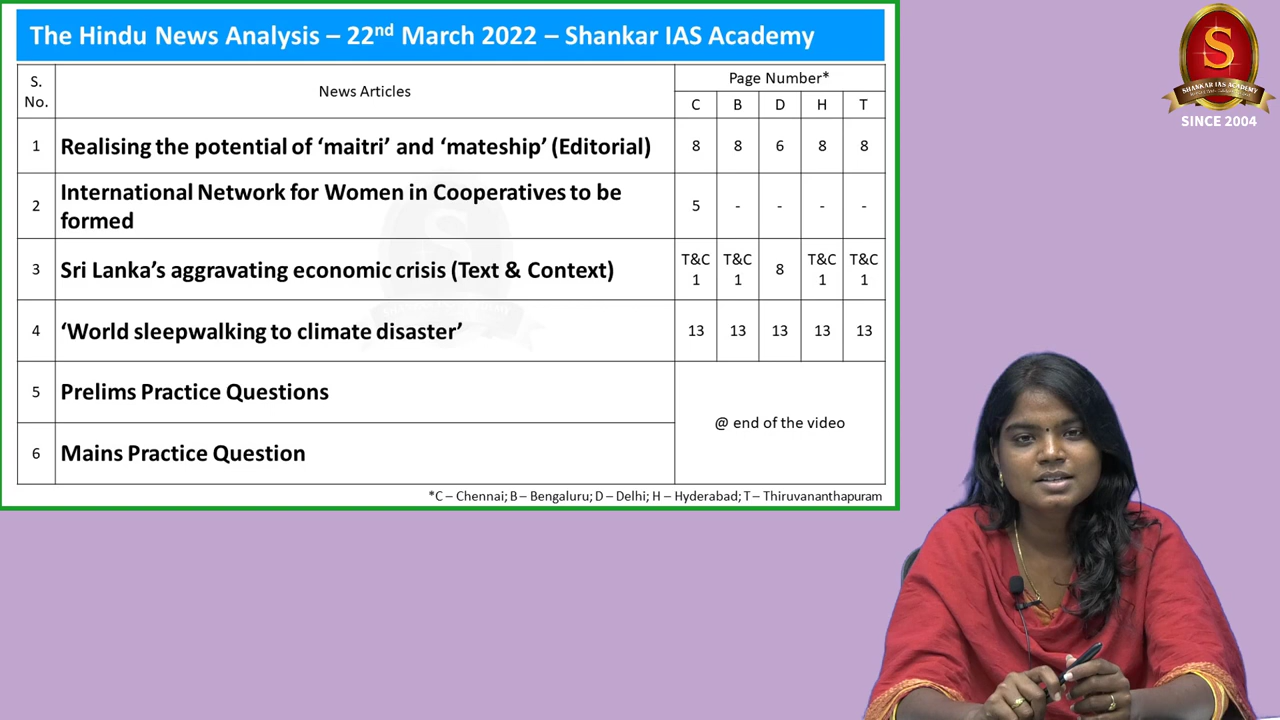 The Hindu News Analysis – 22nd March 2022 – Shankar IAS Academy
S. No.
News Articles
Page Number*
C B D H T
1 Realising the potential of ‘maitri’ and ‘mateship’ (Editorial) 8 8 6 8 8
2 International Network for Women in Cooperatives to be
formed 5 - - - -
3 Sri Lanka’s aggravating economic crisis (Text & Context) T&C 1 T&C 1 8 T&C 1 T&C 1
4 ‘World sleepwalking to climate disaster’ 13 13 13 13 13
5 Prelims Practice Questions
@ end of the video
6 Mains Practice Question
*C – Chennai; B – Bengaluru; D – Delhi; H – Hyderabad; T – Thiruvananthapuram
S
SHANKAR IAS ACADEMY
SINCE 2004